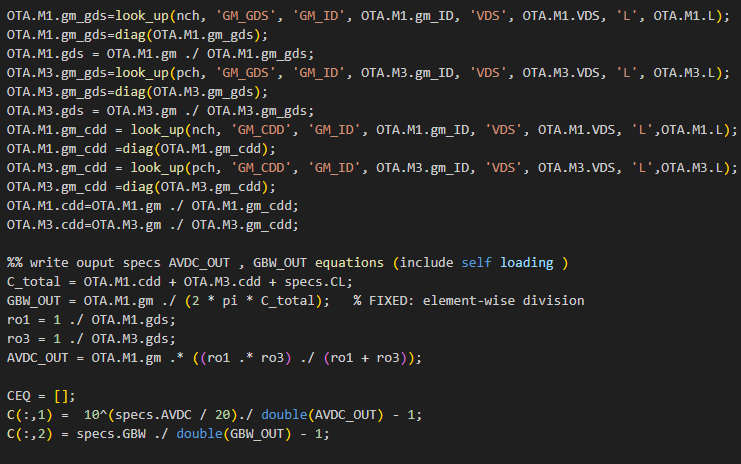 OTA.M1.gm_gds=look_up(nch, 'GM_GDS', 'GM_ID', OTA.M1.gm_ID, 'VDS', OTA.M1.VDS, 'L', OTA.M1.L);
OTA.M1.gm_gds=diag(OTA.M1.gm_gds);
OTA.M1.gds = OTA.M1.gm ./ OTA.M1.gm_gds;
OTA.M3.gm_gds=look_up(pch, 'GM_GDS', 'GM_ID', OTA.M3.gm_ID, 'VDS', OTA.M3.VDS, 'L', OTA.M3.L);
OTA.M3.gm_gds=diag(OTA.M3.gm_gds);
OTA.M3.gds = OTA.M3.gm ./ OTA.M3.gm_gds;
OTA.M1.gm_cdd = look_up(nch, 'GM_CDD', 'GM_ID', OTA.M1.gm_ID, 'VDS', OTA.M1.VDS, 'L',OTA.M1.L);
OTA.M1.gm_cdd =diag(OTA.M1.gm_cdd);
OTA.M3.gm_cdd = look_up(pch, 'GM_CDD', 'GM_ID', OTA.M3.gm_ID, 'VDS', OTA.M3.VDS, 'L',OTA.M3.L);
OTA.M3.gm_cdd =diag(OTA.M3.gm_cdd);
OTA.M1.cdd=OTA.M1.gm ./ OTA.M1.gm_cdd;
OTA.M3.cdd=OTA.M3.gm ./ OTA.M3.gm_cdd;
%% write ouput specs AVDC_OUT , GBW_OUT equations (include self loading )
C_total = OTA.M1.cdd + OTA.M3.cdd + specs.CL;
GBW_OUT = OTA.M1.gm ./ (2 * pi * C_total);   % FIXED: element-wise division
ro1 = 1 ./ OTA.M1.gds;
ro3 = 1 ./ OTA.M3.gds;
AVDC_OUT = OTA.M1.gm .* ((ro1 .* ro3) ./ (ro1 + ro3));
CEQ = [];
C(:,1) =  10^(specs.AVDC / 20)./ double(AVDC_OUT) - 1;
C(:,2) = specs.GBW ./ double(GBW_OUT) - 1;